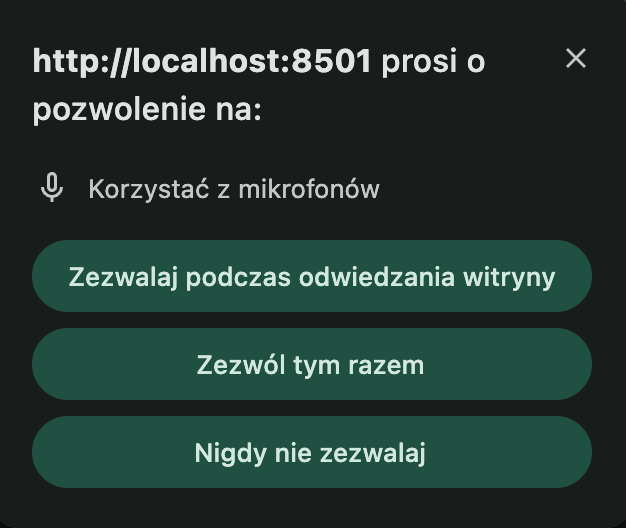 http://localhost:8501 prosi o
pozwolenie na:
Korzystać z mikrofonów
Zezwalaj podczas odwiedzania witryny
Zezwól tym razem
Nigdy nie zezwalaj